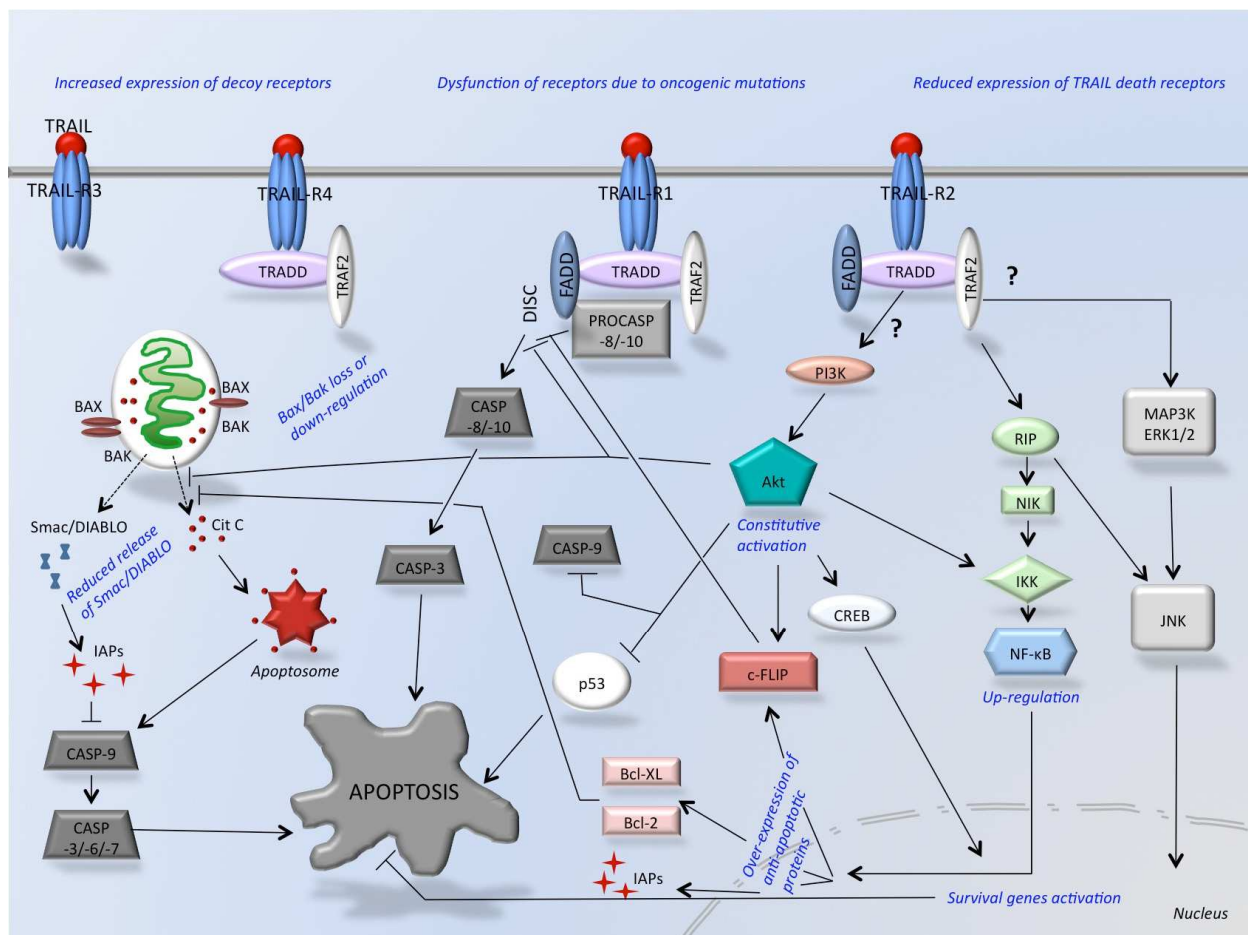 Increased expression of decoy receptors
Dysfunction of receptors due to oncogenic mutations
Reduced expression of TRAIL death receptors
TRAIL
TRAIL-R3
TRAIL-R4
TRAIL-R1
TRAIL-R2
TRADD
TRAF2
FADD
TRADD
TRAF2
FADD
TRADD
TRAF2
?
DISC
PROCASP
-8/-10
?
PI3K
BAX
BAX
BAK
BAK
Bax/Bak loss or
down-regulation
CASP
-8/-10
MAP3K
ERK1/2
RIP
Akt
NIK
Smac/DIABLO
Cit C
Reduced release
of Smac/DIABLO
Constitutive
activation
CASP-9
CASP-3
IKK
CREB
JNK
IAPs
Apoptosome
p53
c-FLIP
NF-κB
Up-regulation
CASP-9
APOPTOSIS
Bcl-XL
Bcl-2
Over-expression of
anti-apoptotic
proteins
CASP
-3/-6/-7
IAPs
Survival genes activation
Nucleus